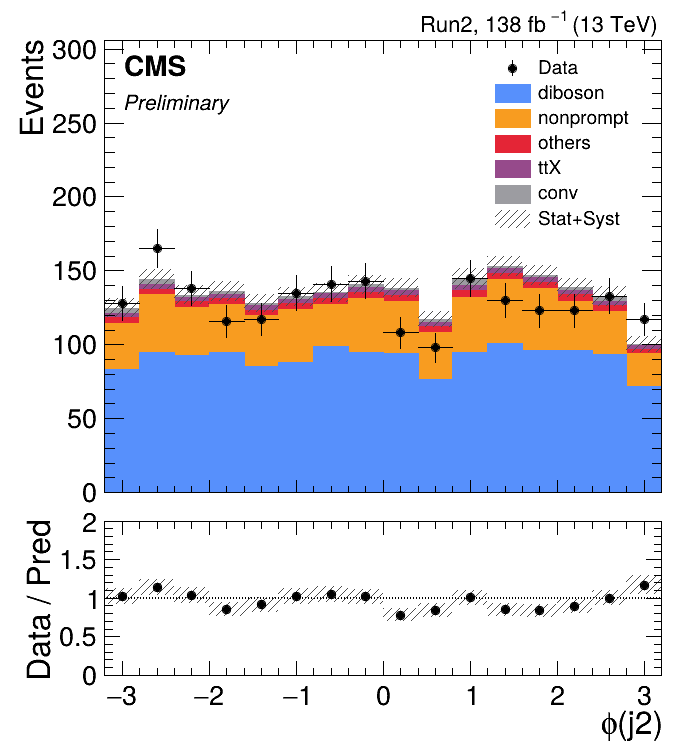 Run2, 138 fb⁻¹ (13 TeV)
Events
300
250
200
150
100
50
0
CMS
Preliminary
Data
diboson
nonprompt
others
ttX
conv
Stat+Syst
Data / Pred
2
1.5
1
0.5
0
−3 −2 −1 0 1 2 3
ϕ(j2)